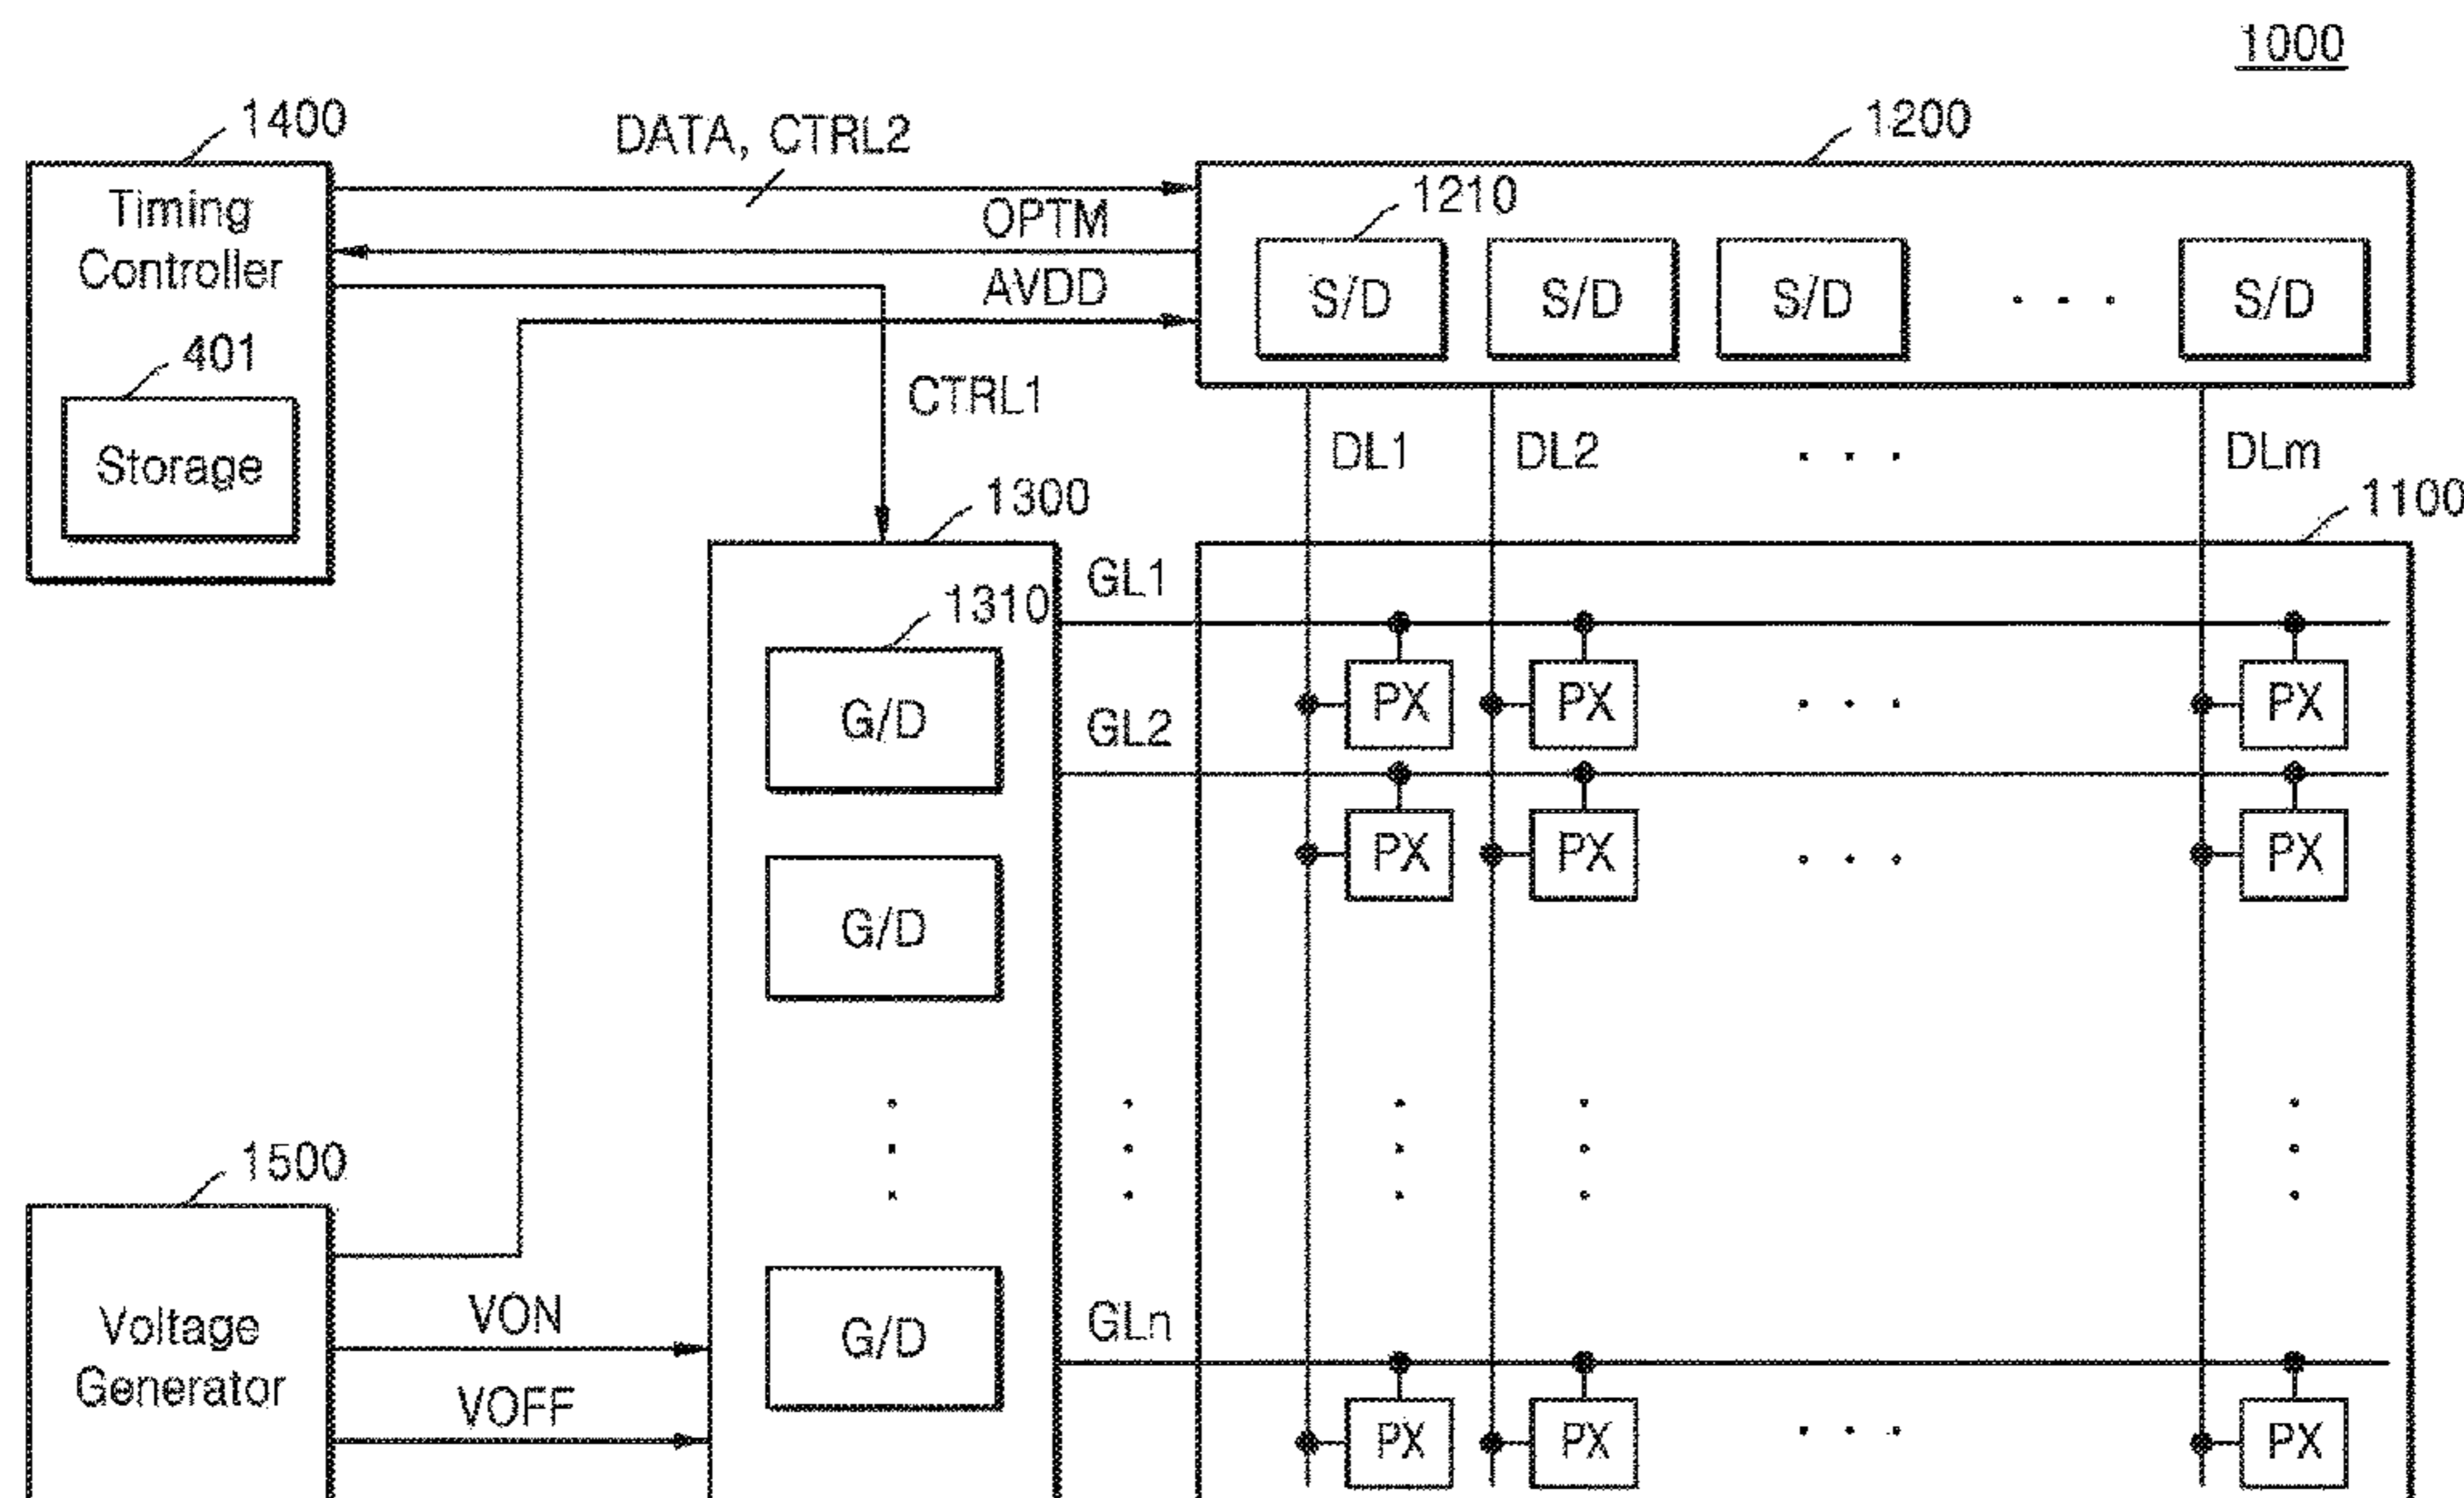 1000
1400
DATA, CTRL2
1200
Timing
Controller
OPTM
1210
AVDD
S/D S/D S/D . . . S/D
401
Storage
CTRL1
DL1 DL2 . . . DLm
1300
1100
GL1
1310
G/D
PX PX . . . PX
GL2
PX PX . . . PX
G/D
1500
Voltage
Generator
VON
VOFF
G/D
GLn
PX PX . . . PX